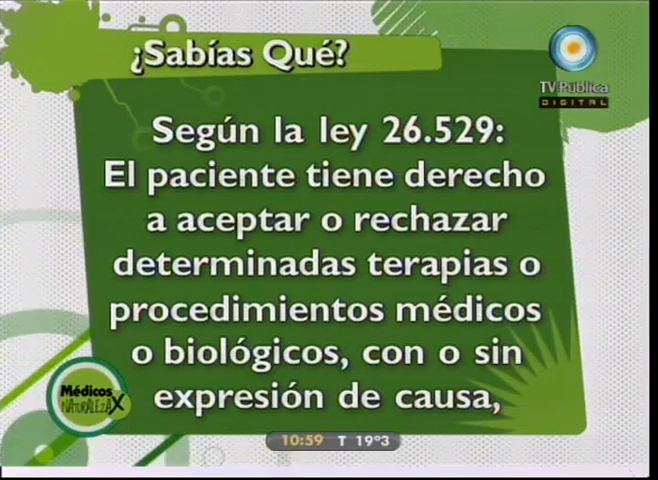 ¿Sabías Qué?
TV Pública
DIGITAL
Según la ley 26.529:
El paciente tiene derecho
a aceptar o rechazar
determinadas terapias o
procedimientos médicos
o biológicos, con o sin
expresión de causa,
Médicos
NATURALEZA
X
10:59 T 19°3